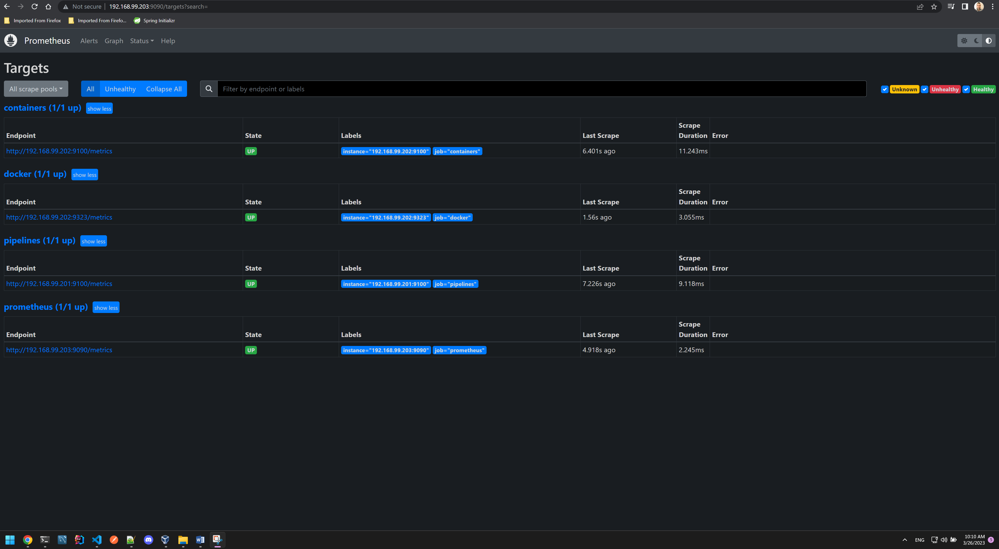 Not secure | 192.168.99.203:9090/targets?search=
Imported From Firefox Imported From Firefo... Spring Initializr
Prometheus Alerts Graph Status Help
Targets
All scrape pools All Unhealthy Collapse All Filter by endpoint or labels Unknown Unhealthy Healthy
containers (1/1 up) show less
Endpoint State Labels Last Scrape Scrape Duration Error
http://192.168.99.202:9100/metrics UP instance="192.168.99.202:9100" job="containers" 6.401s ago 11.243ms
docker (1/1 up) show less
Endpoint State Labels Last Scrape Scrape Duration Error
http://192.168.99.202:9323/metrics UP instance="192.168.99.202:9323" job="docker" 1.56s ago 3.055ms
pipelines (1/1 up) show less
Endpoint State Labels Last Scrape Scrape Duration Error
http://192.168.99.201:9100/metrics UP instance="192.168.99.201:9100" job="pipelines" 7.226s ago 9.118ms
prometheus (1/1 up) show less
Endpoint State Labels Last Scrape Scrape Duration Error
http://192.168.99.203:9090/metrics UP instance="192.168.99.203:9090" job="prometheus" 4.918s ago 2.245ms
ENG 10:10 AM
3/26/2023 5